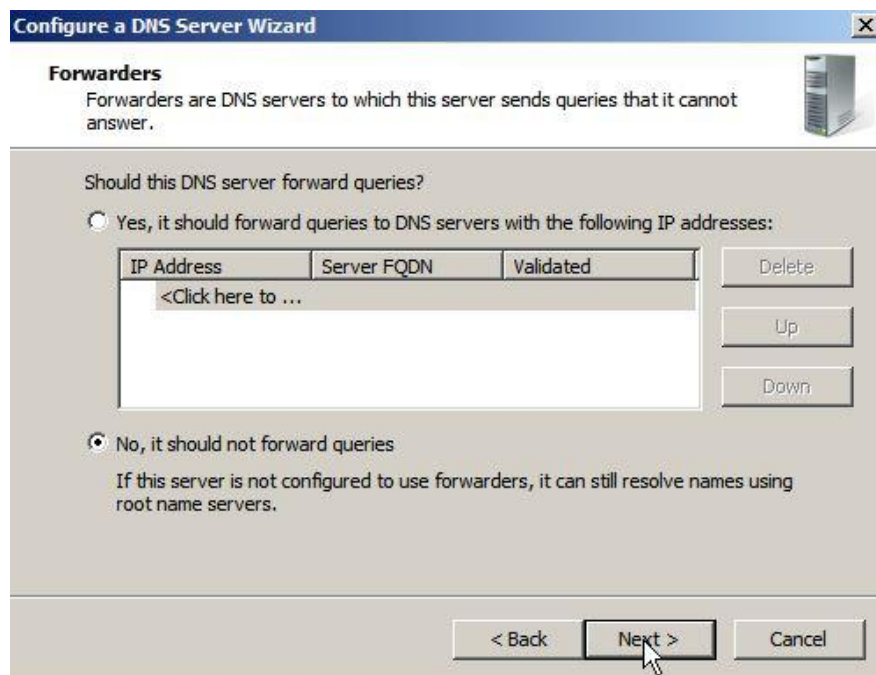 Configure a DNS Server Wizard
Forwarders
Forwarders are DNS servers to which this server sends queries that it cannot
answer.
Should this DNS server forward queries?
Yes, it should forward queries to DNS servers with the following IP addresses:
IP Address Server FQDN Validated
Delete
<Click here to ...
Up
Down
No, it should not forward queries
If this server is not configured to use forwarders, it can still resolve names using
root name servers.
< Back Next > Cancel